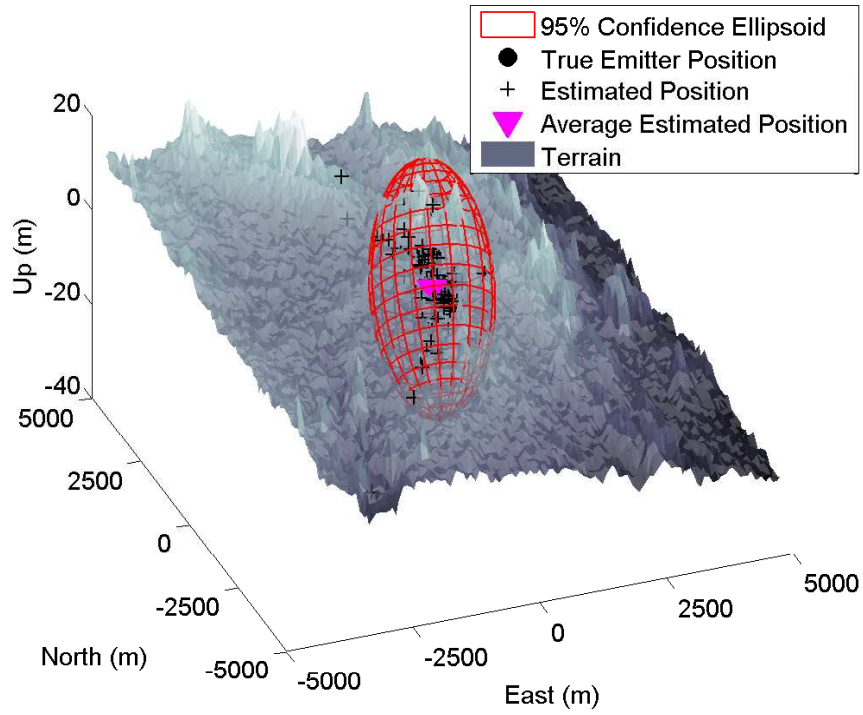 95% Confidence Ellipsoid
True Emitter Position
Estimated Position
Average Estimated Position
Terrain
20
0
-20
-40
Up (m)
5000
2500
0
-2500
-5000
North (m)
-5000
-2500
0
2500
5000
East (m)